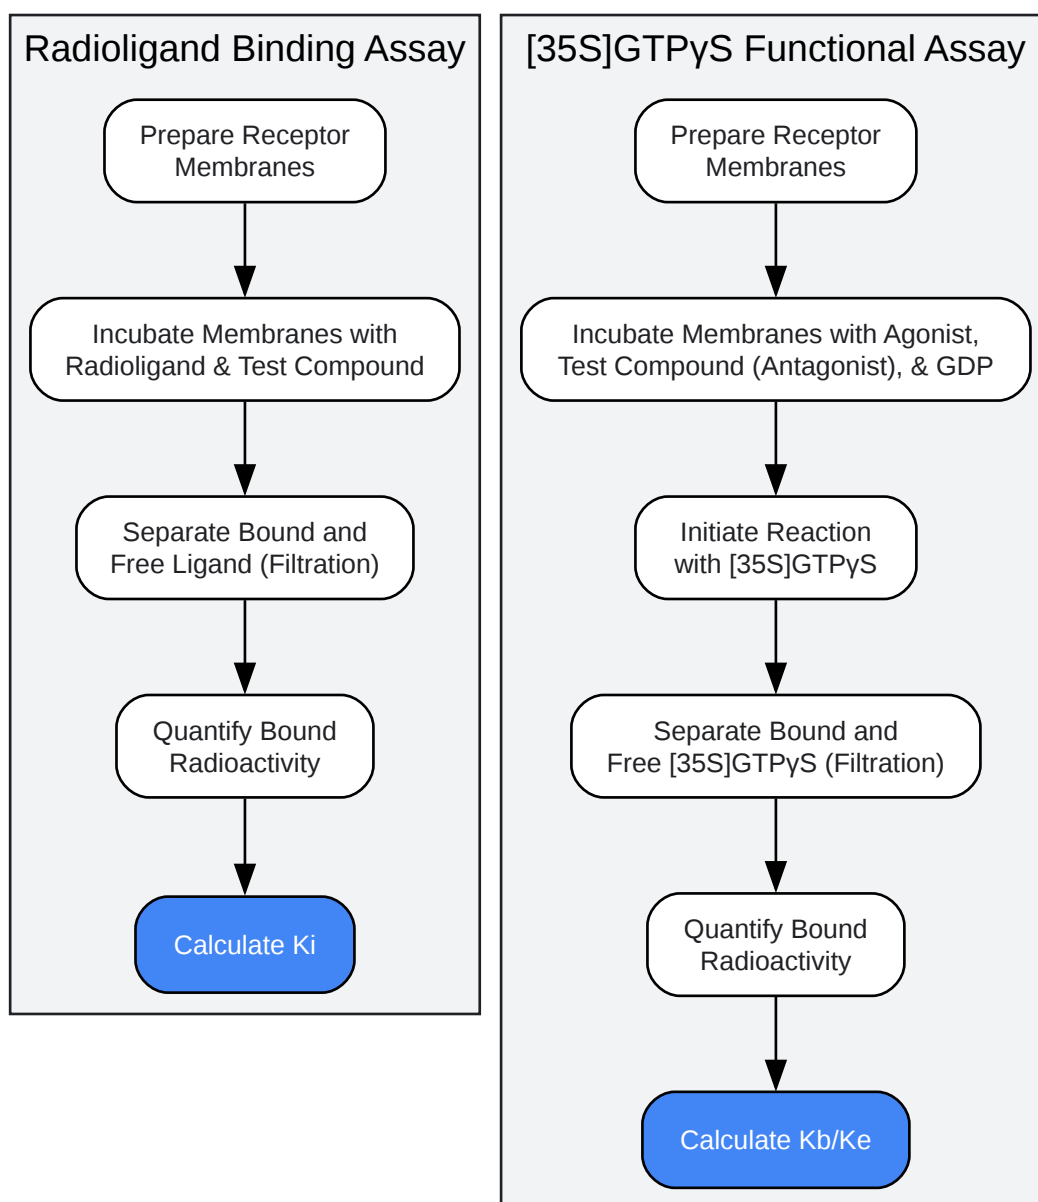 Radioligand Binding Assay
Prepare Receptor
Membranes
Incubate Membranes with
Radioligand & Test Compound
Separate Bound and
Free Ligand (Filtration)
Quantify Bound
Radioactivity
Calculate Ki
[35S]GTPγS Functional Assay
Prepare Receptor
Membranes
Incubate Membranes with Agonist,
Test Compound (Antagonist), & GDP
Initiate Reaction
with [35S]GTPγS
Separate Bound and
Free [35S]GTPγS (Filtration)
Quantify Bound
Radioactivity
Calculate Kb/Ke